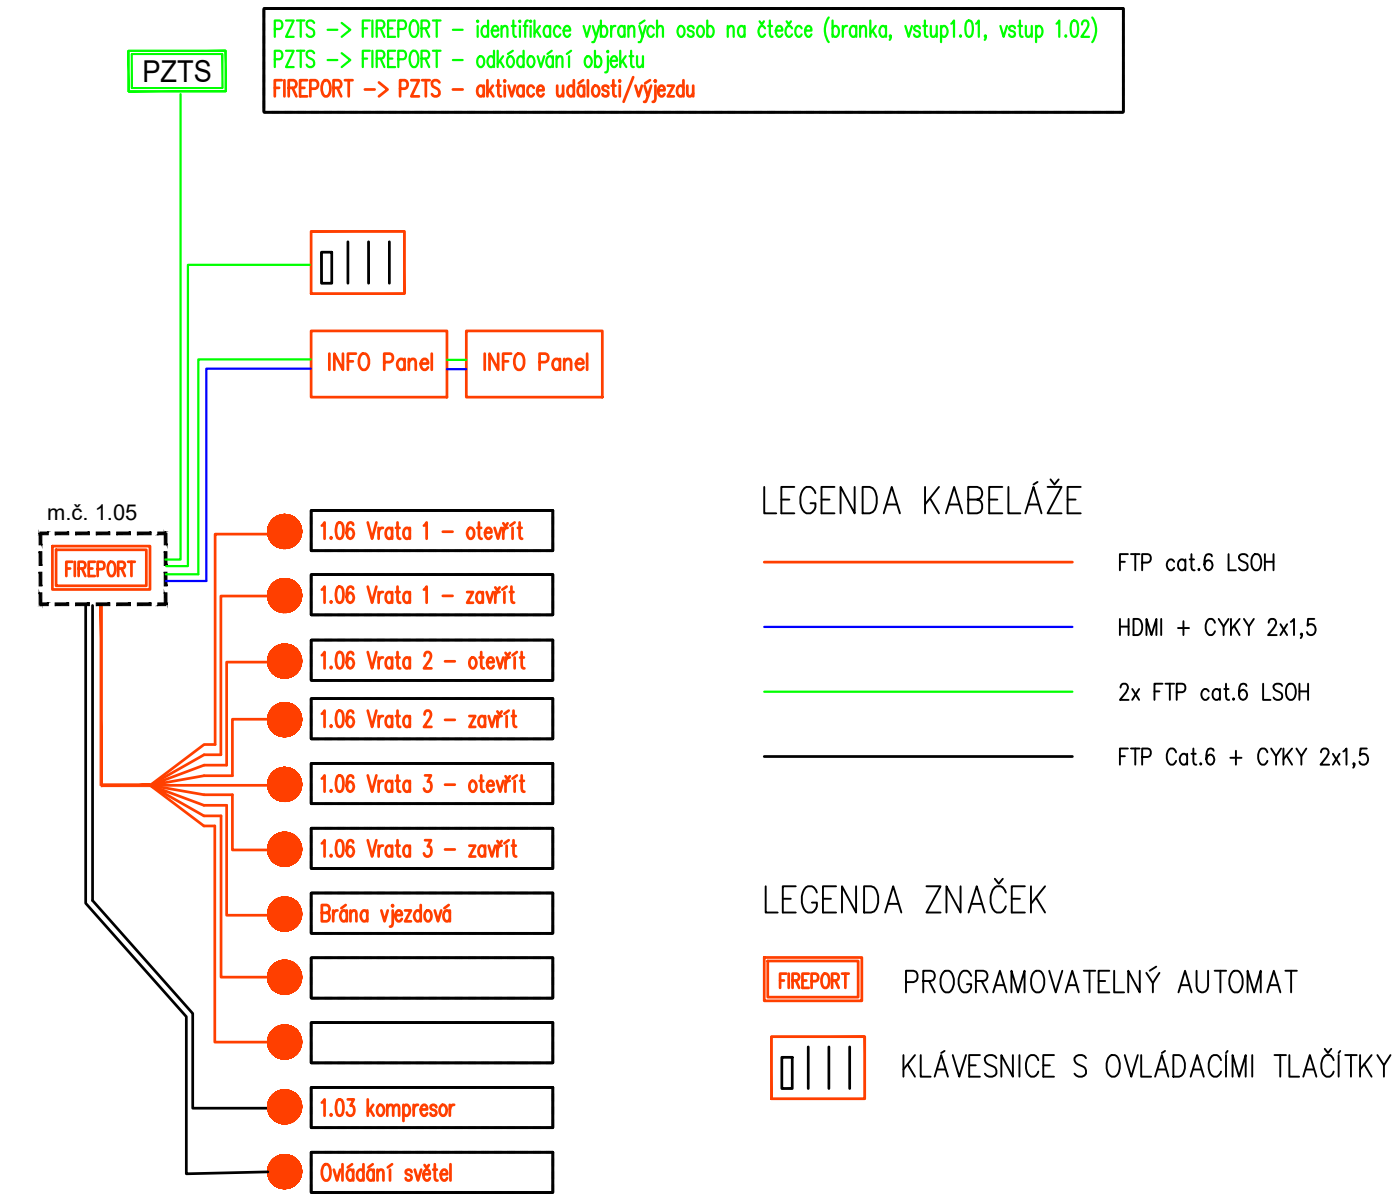 PZTS -> FIREPORT - identifikace vybraných osob na čtečce (branka, vstup1.01, vstup 1.02)
PZTS -> FIREPORT - odkódování objektu
FIREPORT -> PZTS - aktivace události/výjezdu
PZTS
INFO Panel
INFO Panel
m.č. 1.05
FIREPORT
1.06 Vrata 1 - otevřít
1.06 Vrata 1 - zavřít
1.06 Vrata 2 - otevřít
1.06 Vrata 2 - zavřít
1.06 Vrata 3 - otevřít
1.06 Vrata 3 - zavřít
Brána vjezdová
1.03 kompresor
Ovládání světel
LEGENDA KABELÁŽE
FTP cat.6 LSOH
HDMI + CYKY 2x1,5
2x FTP cat.6 LSOH
FTP Cat.6 + CYKY 2x1,5
LEGENDA ZNAČEK
FIREPORT
PROGRAMOVATELNÝ AUTOMAT
KLÁVESNICE S OVLÁDACÍMI TLAČÍTKY